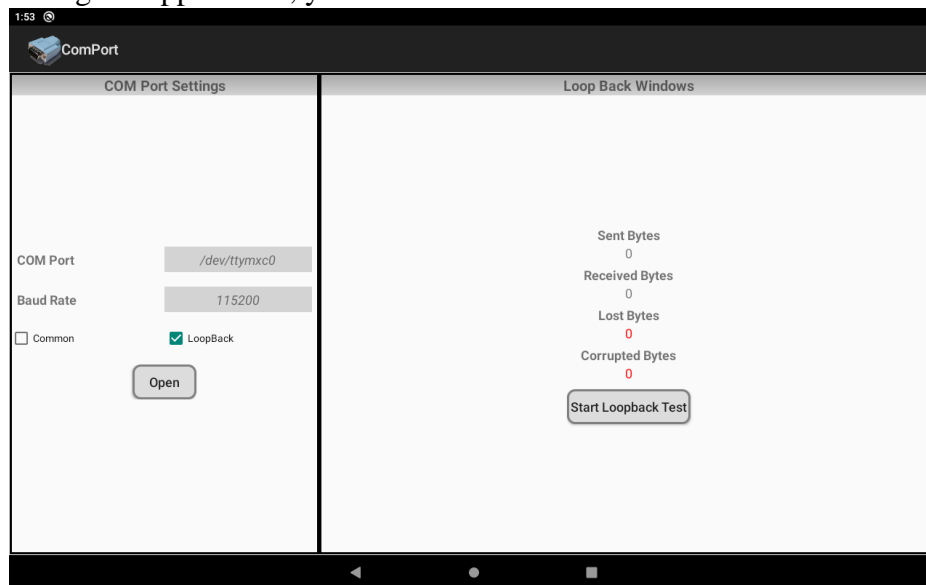 1:53
ComPort
COM Port Settings
Loop Back Windows
COM Port
/dev/ttymxc0
Baud Rate
115200
Common
LoopBack
Open
Sent Bytes
0
Received Bytes
0
Lost Bytes
0
Corrupted Bytes
0
Start Loopback Test